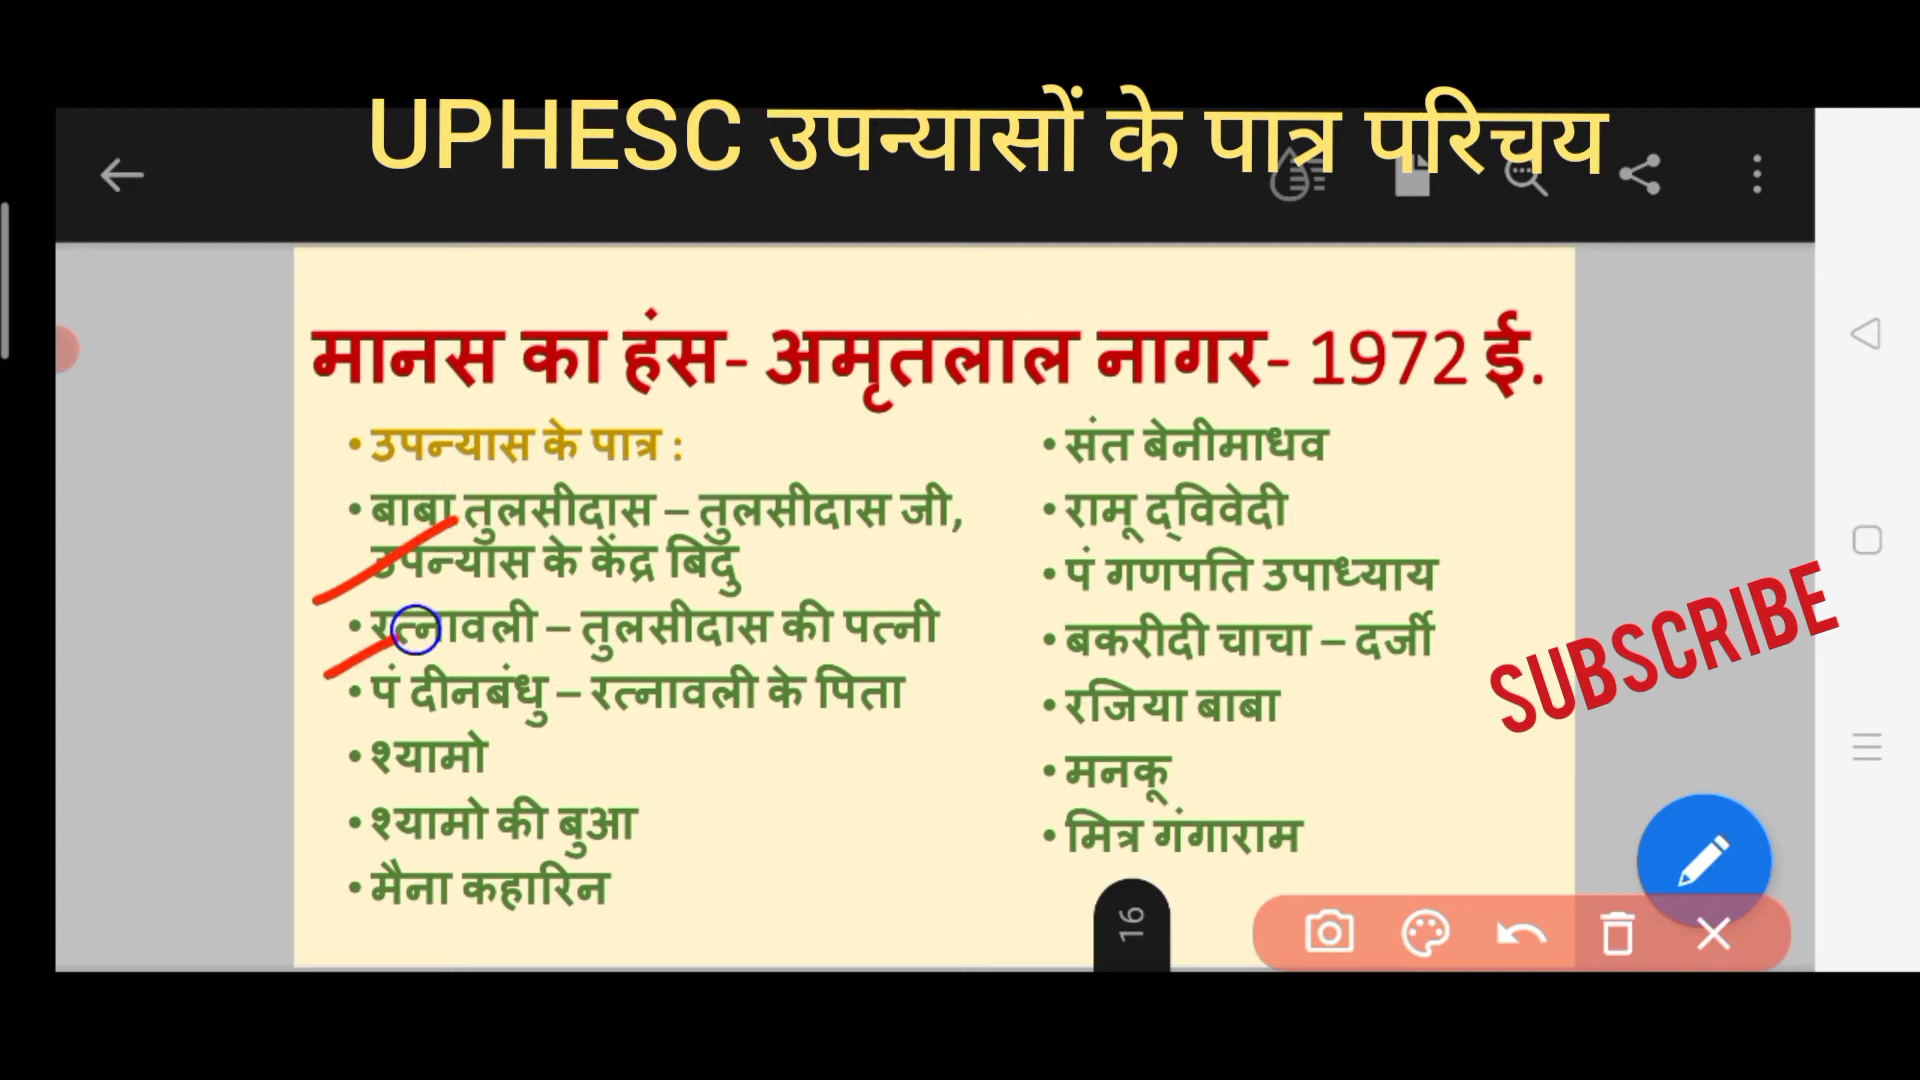 UPHESC उपन्यासों के पात्र परिचय
मानस का हंस- अमृतलाल नागर- 1972 ई.
• उपन्यास के पात्र :
• बाबा तुलसीदास – तुलसीदास जी,
उपन्यास के केंद्र बिंदु
• रत्नावली – तुलसीदास की पत्नी
• पं दीनबंधु – रत्नावली के पिता
• श्यामो
• श्यामो की बुआ
• मैना कहारिन
• संत बेनीमाधव
• रामू द्विवेदी
• पं गणपति उपाध्याय
• बकरीदी चाचा – दर्जी
• रजिया बाबा
• मनकू
• मित्र गंगाराम
SUBSCRIBE
16